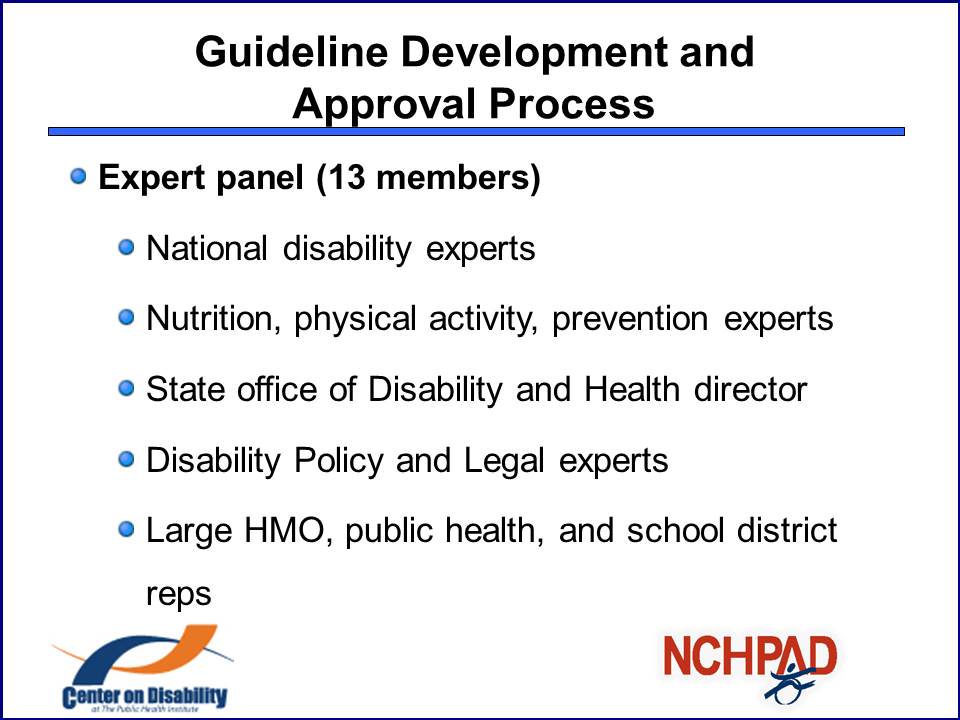 Guideline Development and
Approval Process
Expert panel (13 members)
National disability experts
Nutrition, physical activity, prevention experts
State office of Disability and Health director
Disability Policy and Legal experts
Large HMO, public health, and school district
reps
Center on Disability
at The Public Health Institute
NCHPAD